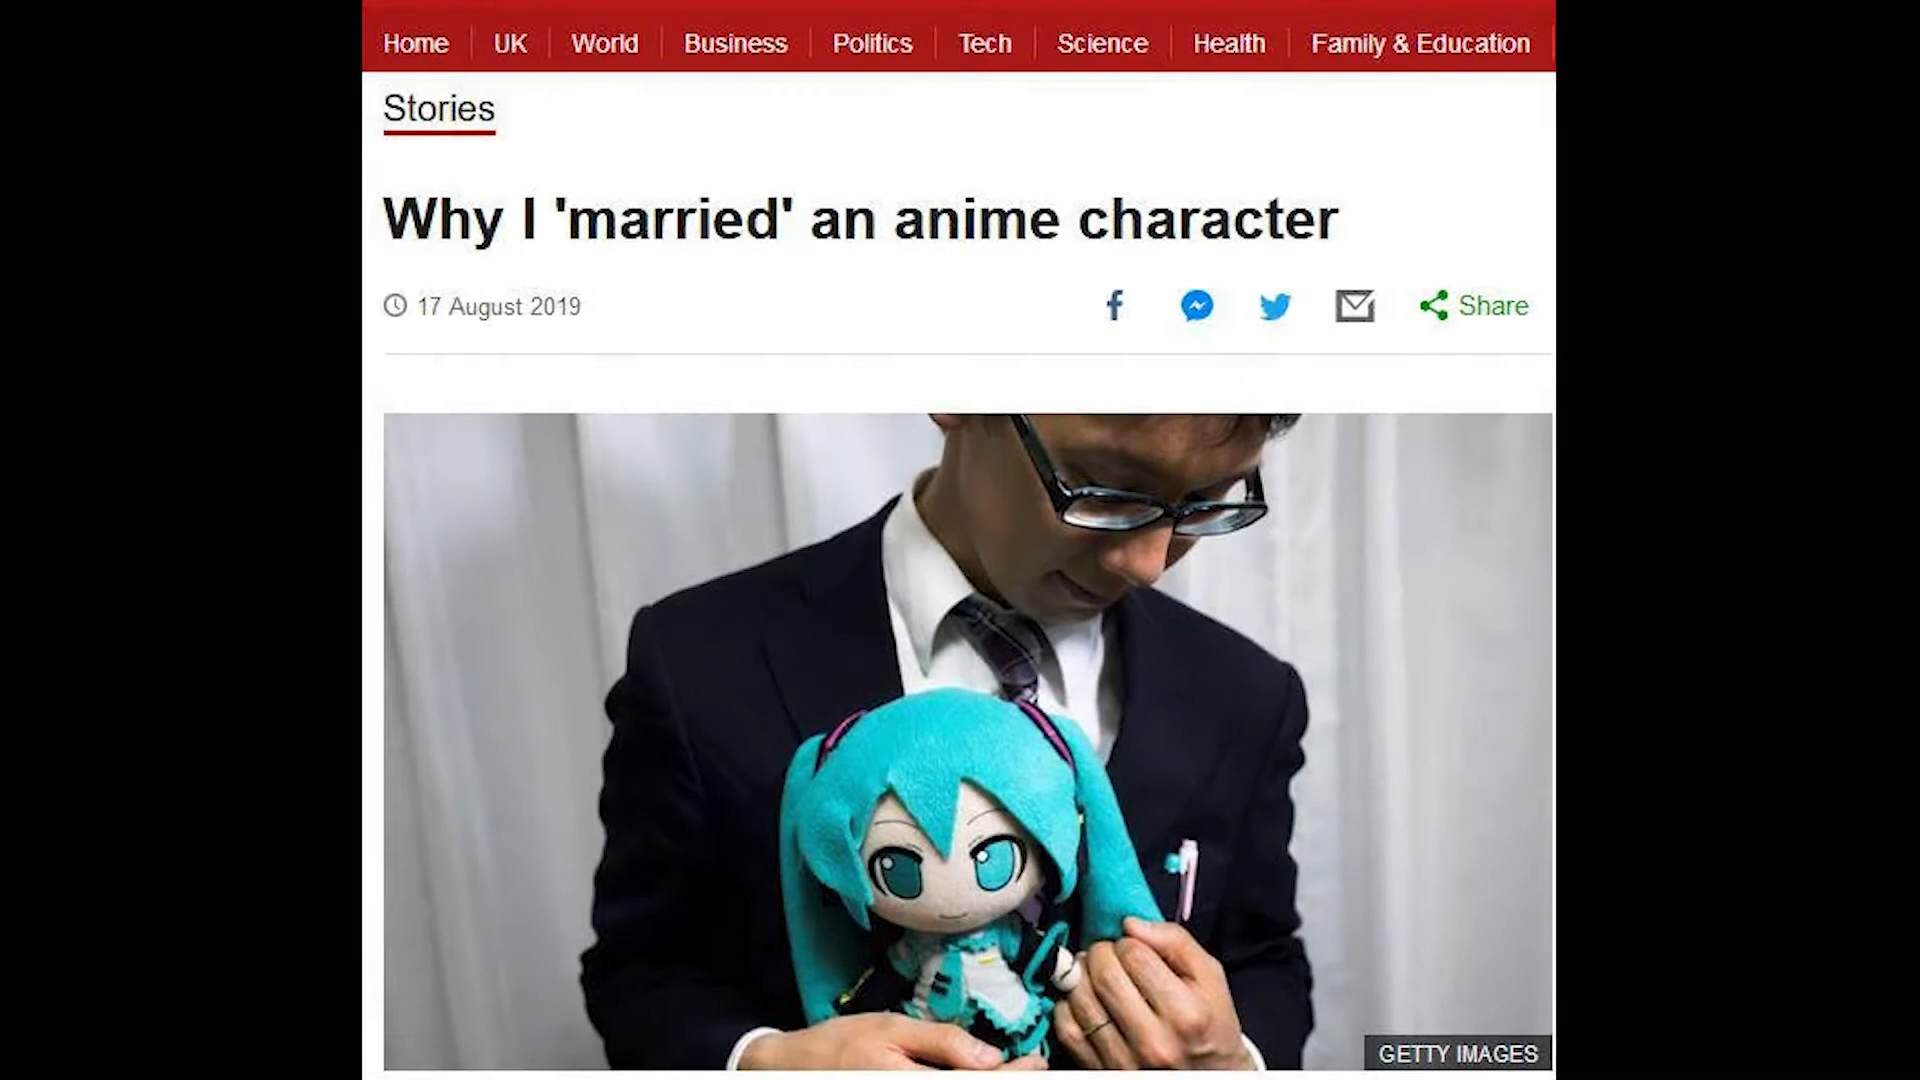 Home UK World Business Politics Tech Science Health Family & Education
Stories
Why I 'married' an anime character
17 August 2019 Share
GETTY IMAGES